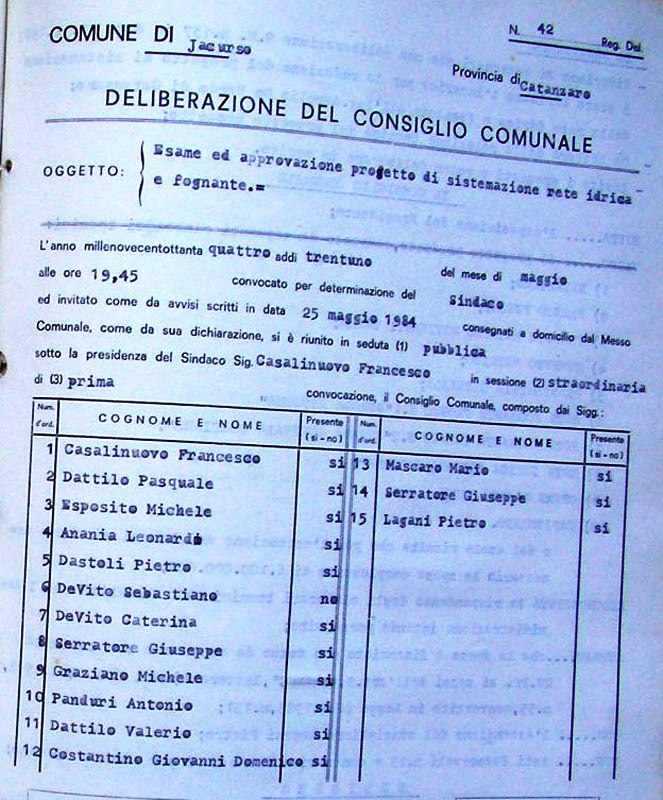 COMUNE DI Jacurso
N. 42 Reg. Del.
Provincia di Catanzaro
DELIBERAZIONE DEL CONSIGLIO COMUNALE
OGGETTO: Esame ed approvazione progetto di sistemazione rete idrica
e fognante.=
L'anno millenovecentottanta quattro addì trentuno del mese di maggio
alle ore 19,45 convocato per determinazione del Sindaco
ed invitato come da avvisi scritti in data 25 maggio 1984 consegnati a domicilio dal Messo
Comunale, come da sua dichiarazione, si è riunito in seduta (1) pubblica
sotto la presidenza del Sindaco Sig. Casalinuovo Francesco in sessione (2) straordinaria
di (3) prima convocazione, il Consiglio Comunale, composto dai Sigg.:
Num. d'ord. COGNOME E NOME Presente (si - no) Num. d'ord. COGNOME E NOME Presente (si - no)
1 Casalinuovo Francesco si 13 Mascaro Mario si
2 Dattilo Pasquale si 14 Serratore Giuseppe si
3 Esposito Michele si 15 Lagani Pietro si
4 Anania Leonardo si
5 Dastoli Pietro si
6 DeVito Sebastiano no
7 DeVito Caterina si
8 Serratore Giuseppe si
9 Graziano Michele si
10 Panduri Antonio si
11 Dattilo Valerio si
12 Costantino Giovanni Domenico si